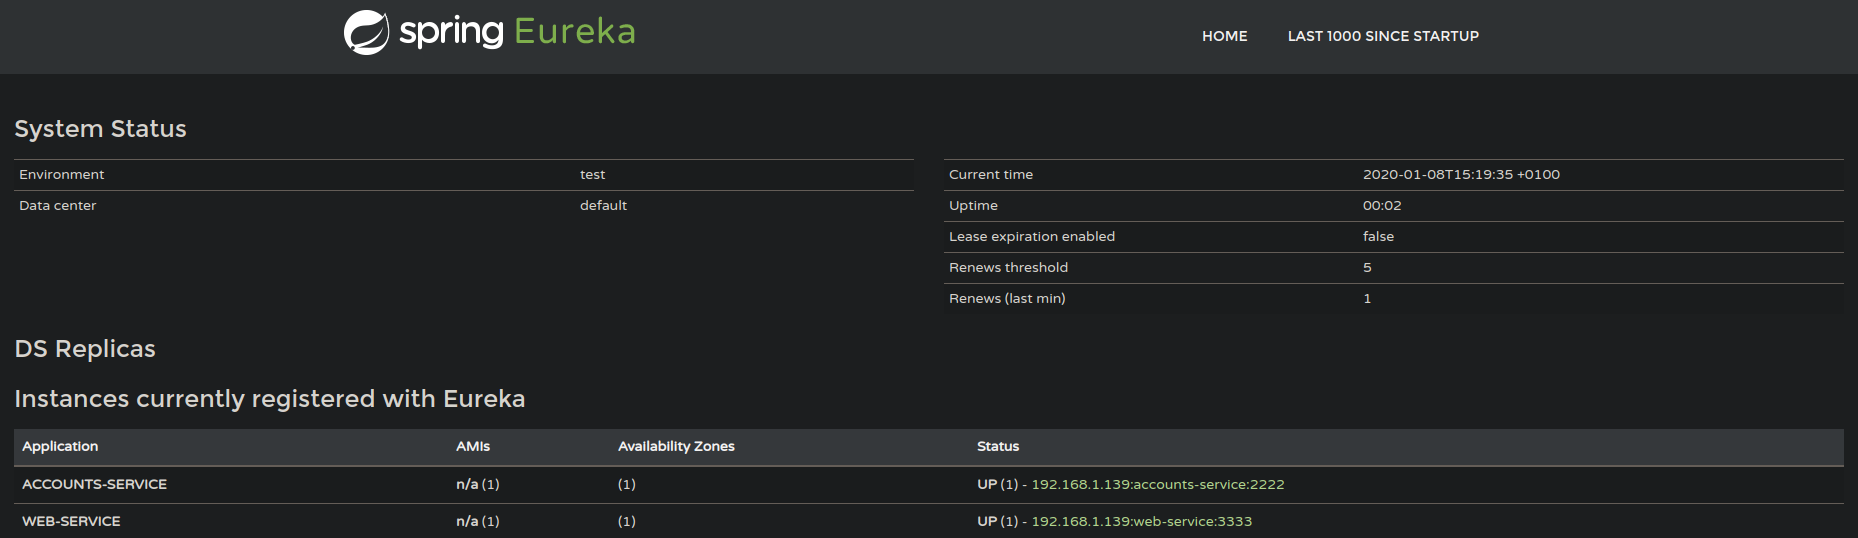 spring Eureka
HOME LAST 1000 SINCE STARTUP
System Status
Environment test
Data center default
Current time 2020-01-08T15:19:35 +0100
Uptime 00:02
Lease expiration enabled false
Renews threshold 5
Renews (last min) 1
DS Replicas
Instances currently registered with Eureka
Application AMIs Availability Zones Status
ACCOUNTS-SERVICE n/a (1) (1) UP (1) - 192.168.1.139:accounts-service:2222
WEB-SERVICE n/a (1) (1) UP (1) - 192.168.1.139:web-service:3333